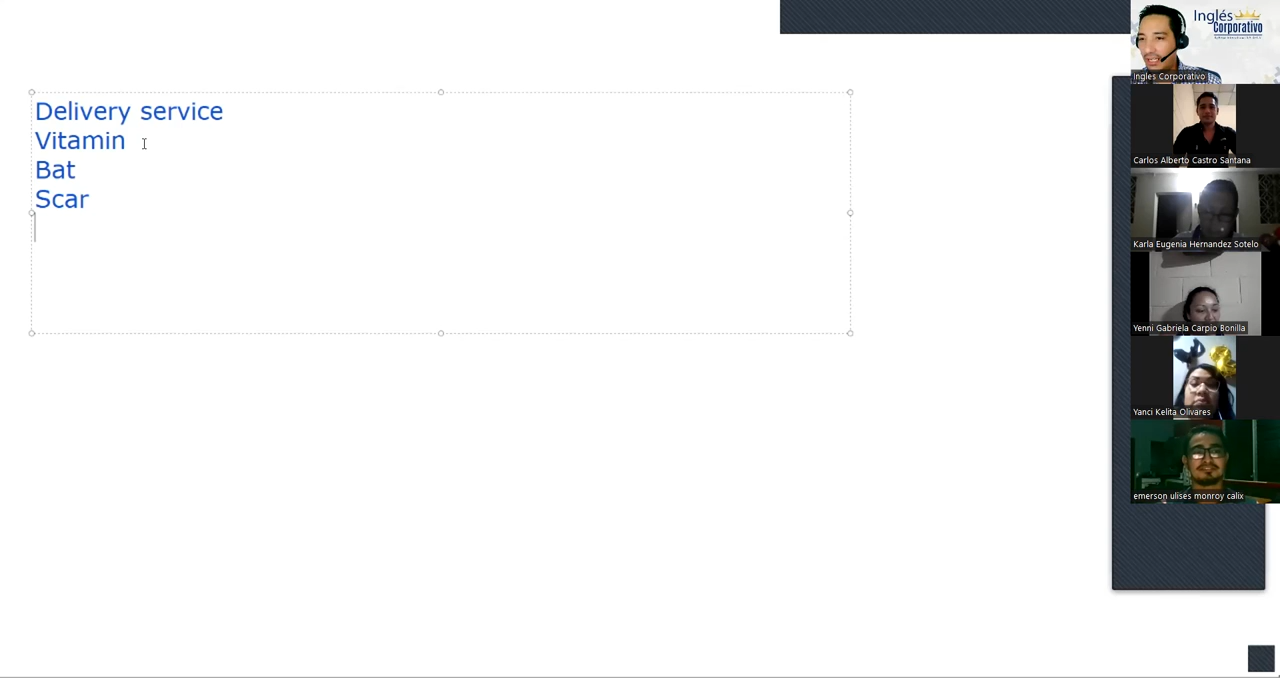 Delivery service
Vitamin
Bat
Scar
Inglés
Corporativo
Ingles Corporativo
Carlos Alberto Castro Santana
Karla Eugenia Hernandez Sotelo
Yenni Gabriela Carpio Bonilla
Yanci Kelita Olivares
emerson ulises monroy calix